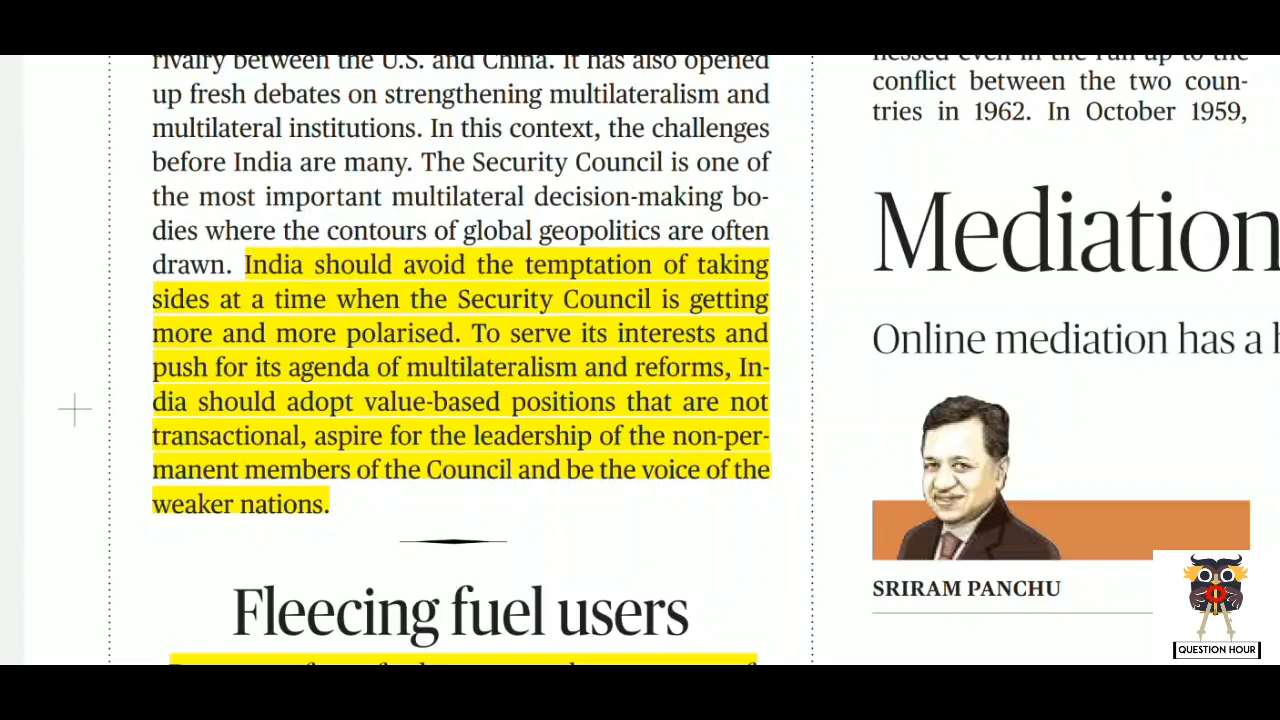 rivalry between the U.S. and China. It has also opened
up fresh debates on strengthening multilateralism and
multilateral institutions. In this context, the challenges
before India are many. The Security Council is one of
the most important multilateral decision-making bo-
dies where the contours of global geopolitics are often
drawn. India should avoid the temptation of taking
sides at a time when the Security Council is getting
more and more polarised. To serve its interests and
push for its agenda of multilateralism and reforms, In-
dia should adopt value-based positions that are not
transactional, aspire for the leadership of the non-per-
manent members of the Council and be the voice of the
weaker nations.
Fleecing fuel users
even in the run-up to the
conflict between the two coun-
tries in 1962. In October 1959,
Mediation
Online mediation has a
SRIRAM PANCHU
QUESTION HOUR